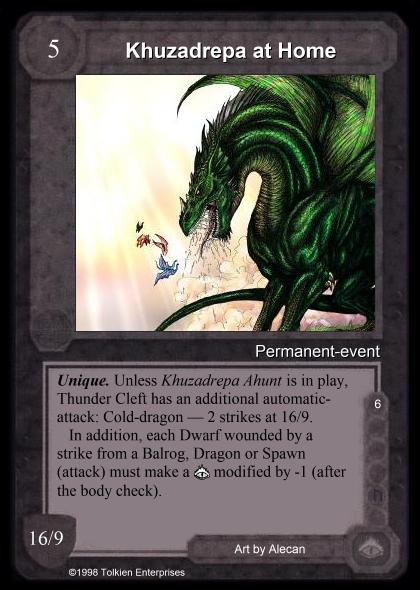 5
Khuzadrepa at Home
Permanent-event
Unique. Unless Khuzadrepa Ahunt is in play,
Thunder Cleft has an additional automatic-
attack: Cold-dragon — 2 strikes at 16/9.
In addition, each Dwarf wounded by a
strike from a Balrog, Dragon or Spawn
(attack) must make a modified by -1 (after
the body check).
6
16/9
Art by Alecan
©1998 Tolkien Enterprises